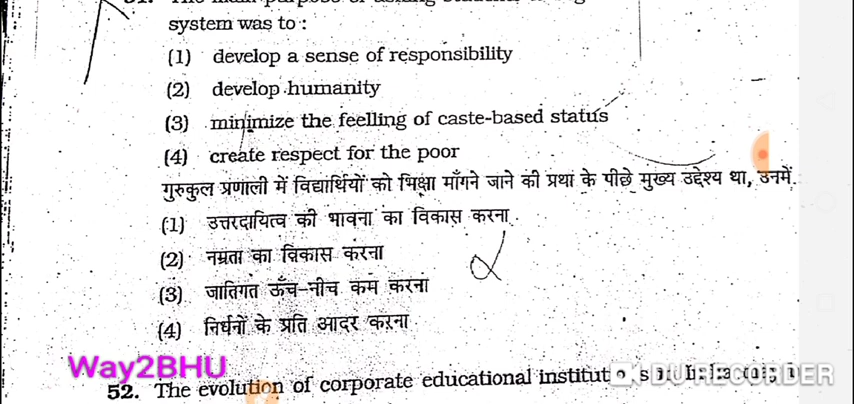 system was to :
(1) develop a sense of responsibility
(2) develop humanity
(3) minimize the feelling of caste-based status
(4) create respect for the poor
गुरुकुल प्रणाली में विद्यार्थियों को भिक्षा माँगने जाने की प्रथा के पीछे मुख्य उद्देश्य था, उनमें
(1) उत्तरदायित्व की भावना का विकास करना
(2) नम्रता का विकास करना
(3) जातिगत ऊँच-नीच कम करना
(4) निर्धनों के प्रति आदर करना
Way2BHU
52. The evolution of corporate educational
DU RECORDER